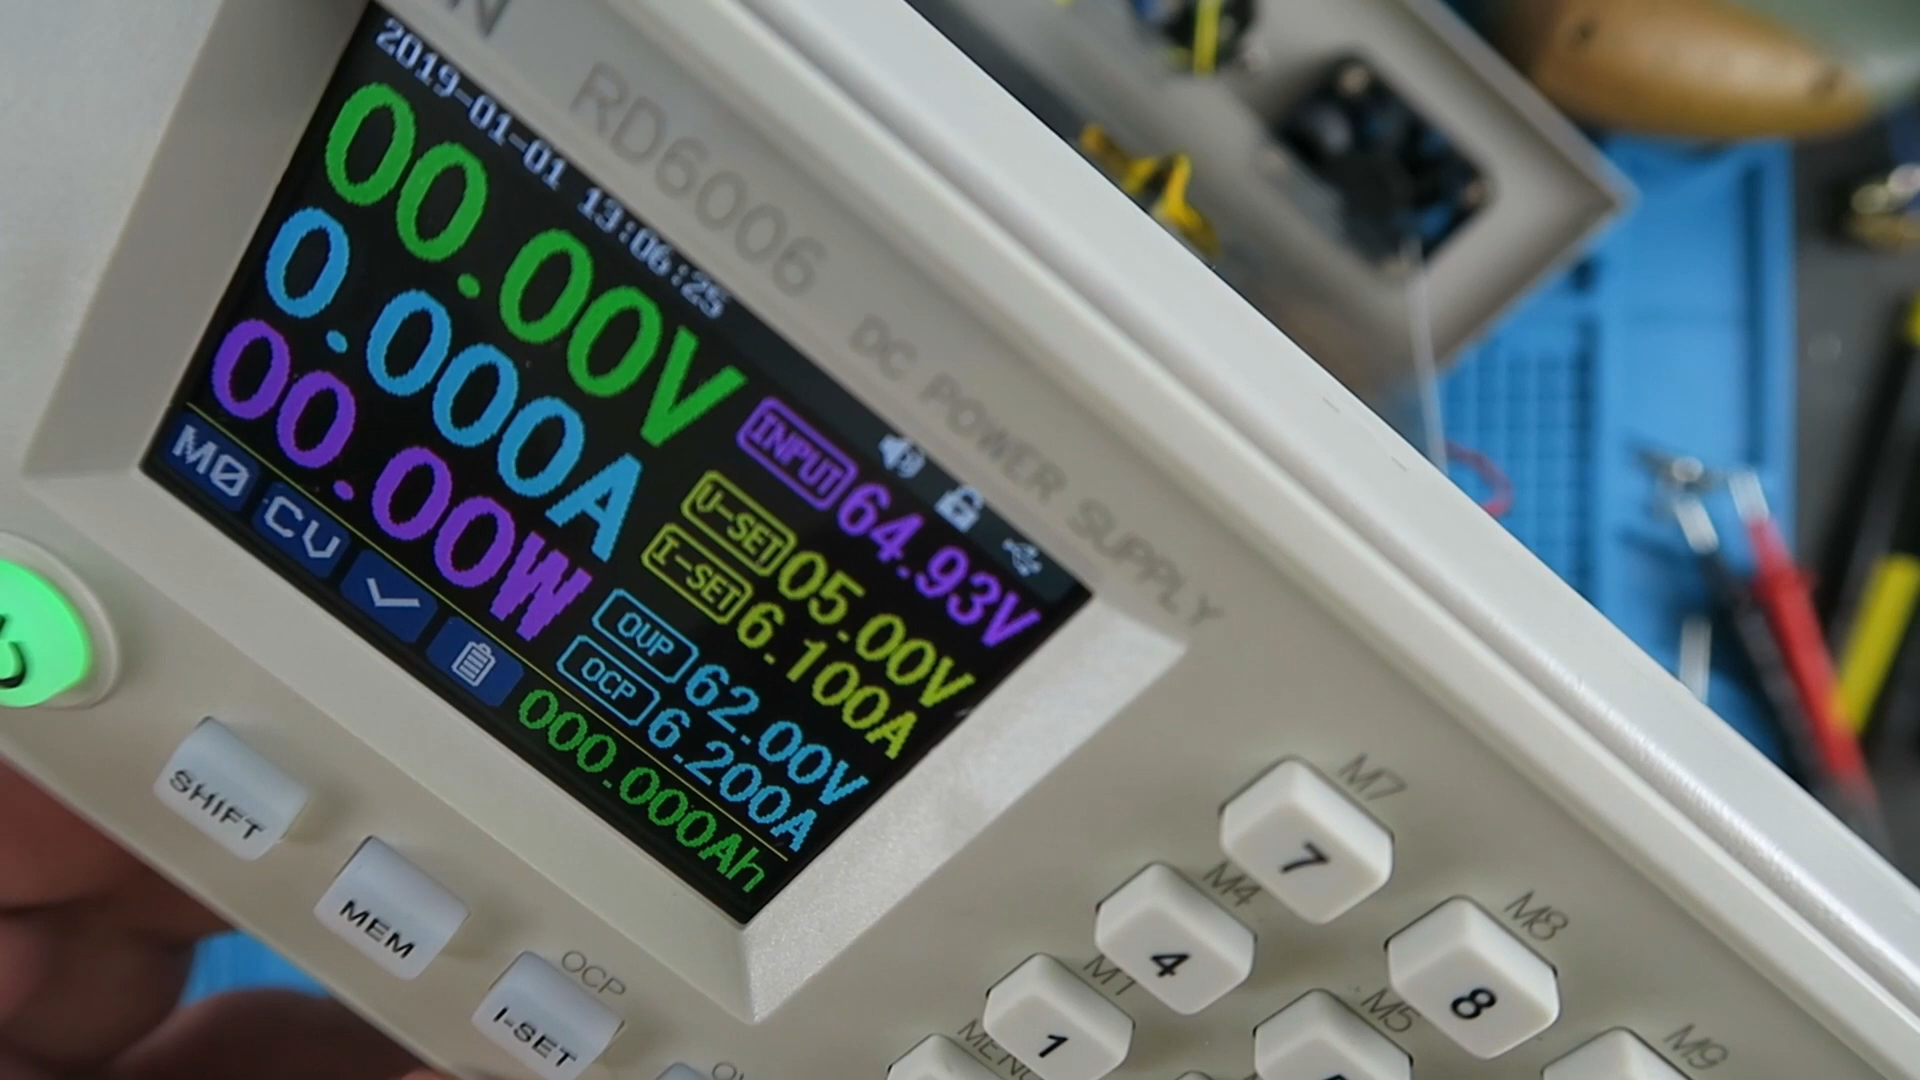 RD6006 DC POWER SUPPLY
2019-01-01 13:06:25
00.00V
0.000A
00.00W
INPUT 64.93V
U-SET 05.00V
I-SET 6.100A
OVP 62.00V
OCP 6.200A
000.000Ah
M0 CV
SHIFT
MEM
OCP
I-SET
M7
7
M8
8
M9
M4
4
M5
M1
1
MENU